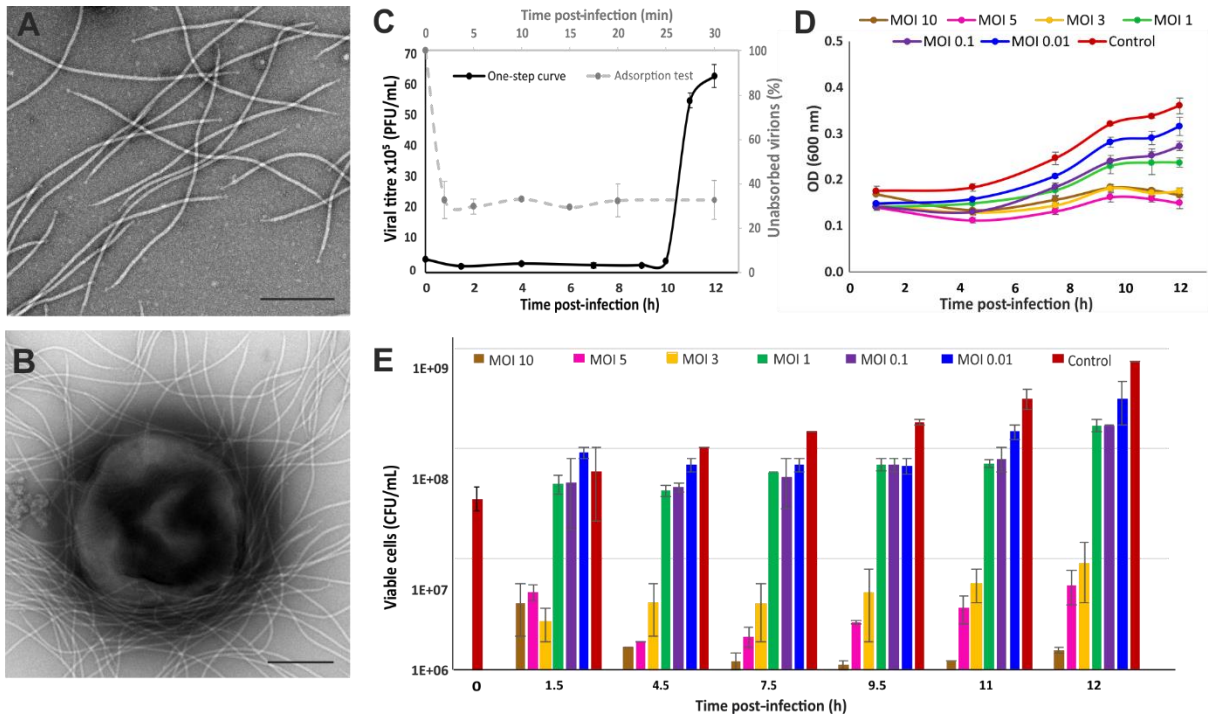 A
B
C
Time post-infection (min)
0 5 10 15 20 25 30
70
60
50
40
30
20
10
0
Viral titre x10⁵ (PFU/mL)
One-step curve
Adsorption test
100
80
60
40
20
0
Unabsorbed virions (%)
0 2 4 6 8 10 12
Time post-infection (h)
D
MOI 10 MOI 5 MOI 3 MOI 1
MOI 0.1 MOI 0.01 Control
0.5
0.4
0.3
0.2
0.1
0.0
OD (600 nm)
0 2 4 6 8 10 12
Time post-infection (h)
E
MOI 10 MOI 5 MOI 3 MOI 1 MOI 0.1 MOI 0.01 Control
1E+09
1E+08
1E+07
1E+06
Viable cells (CFU/mL)
0 1.5 4.5 7.5 9.5 11 12
Time post-infection (h)